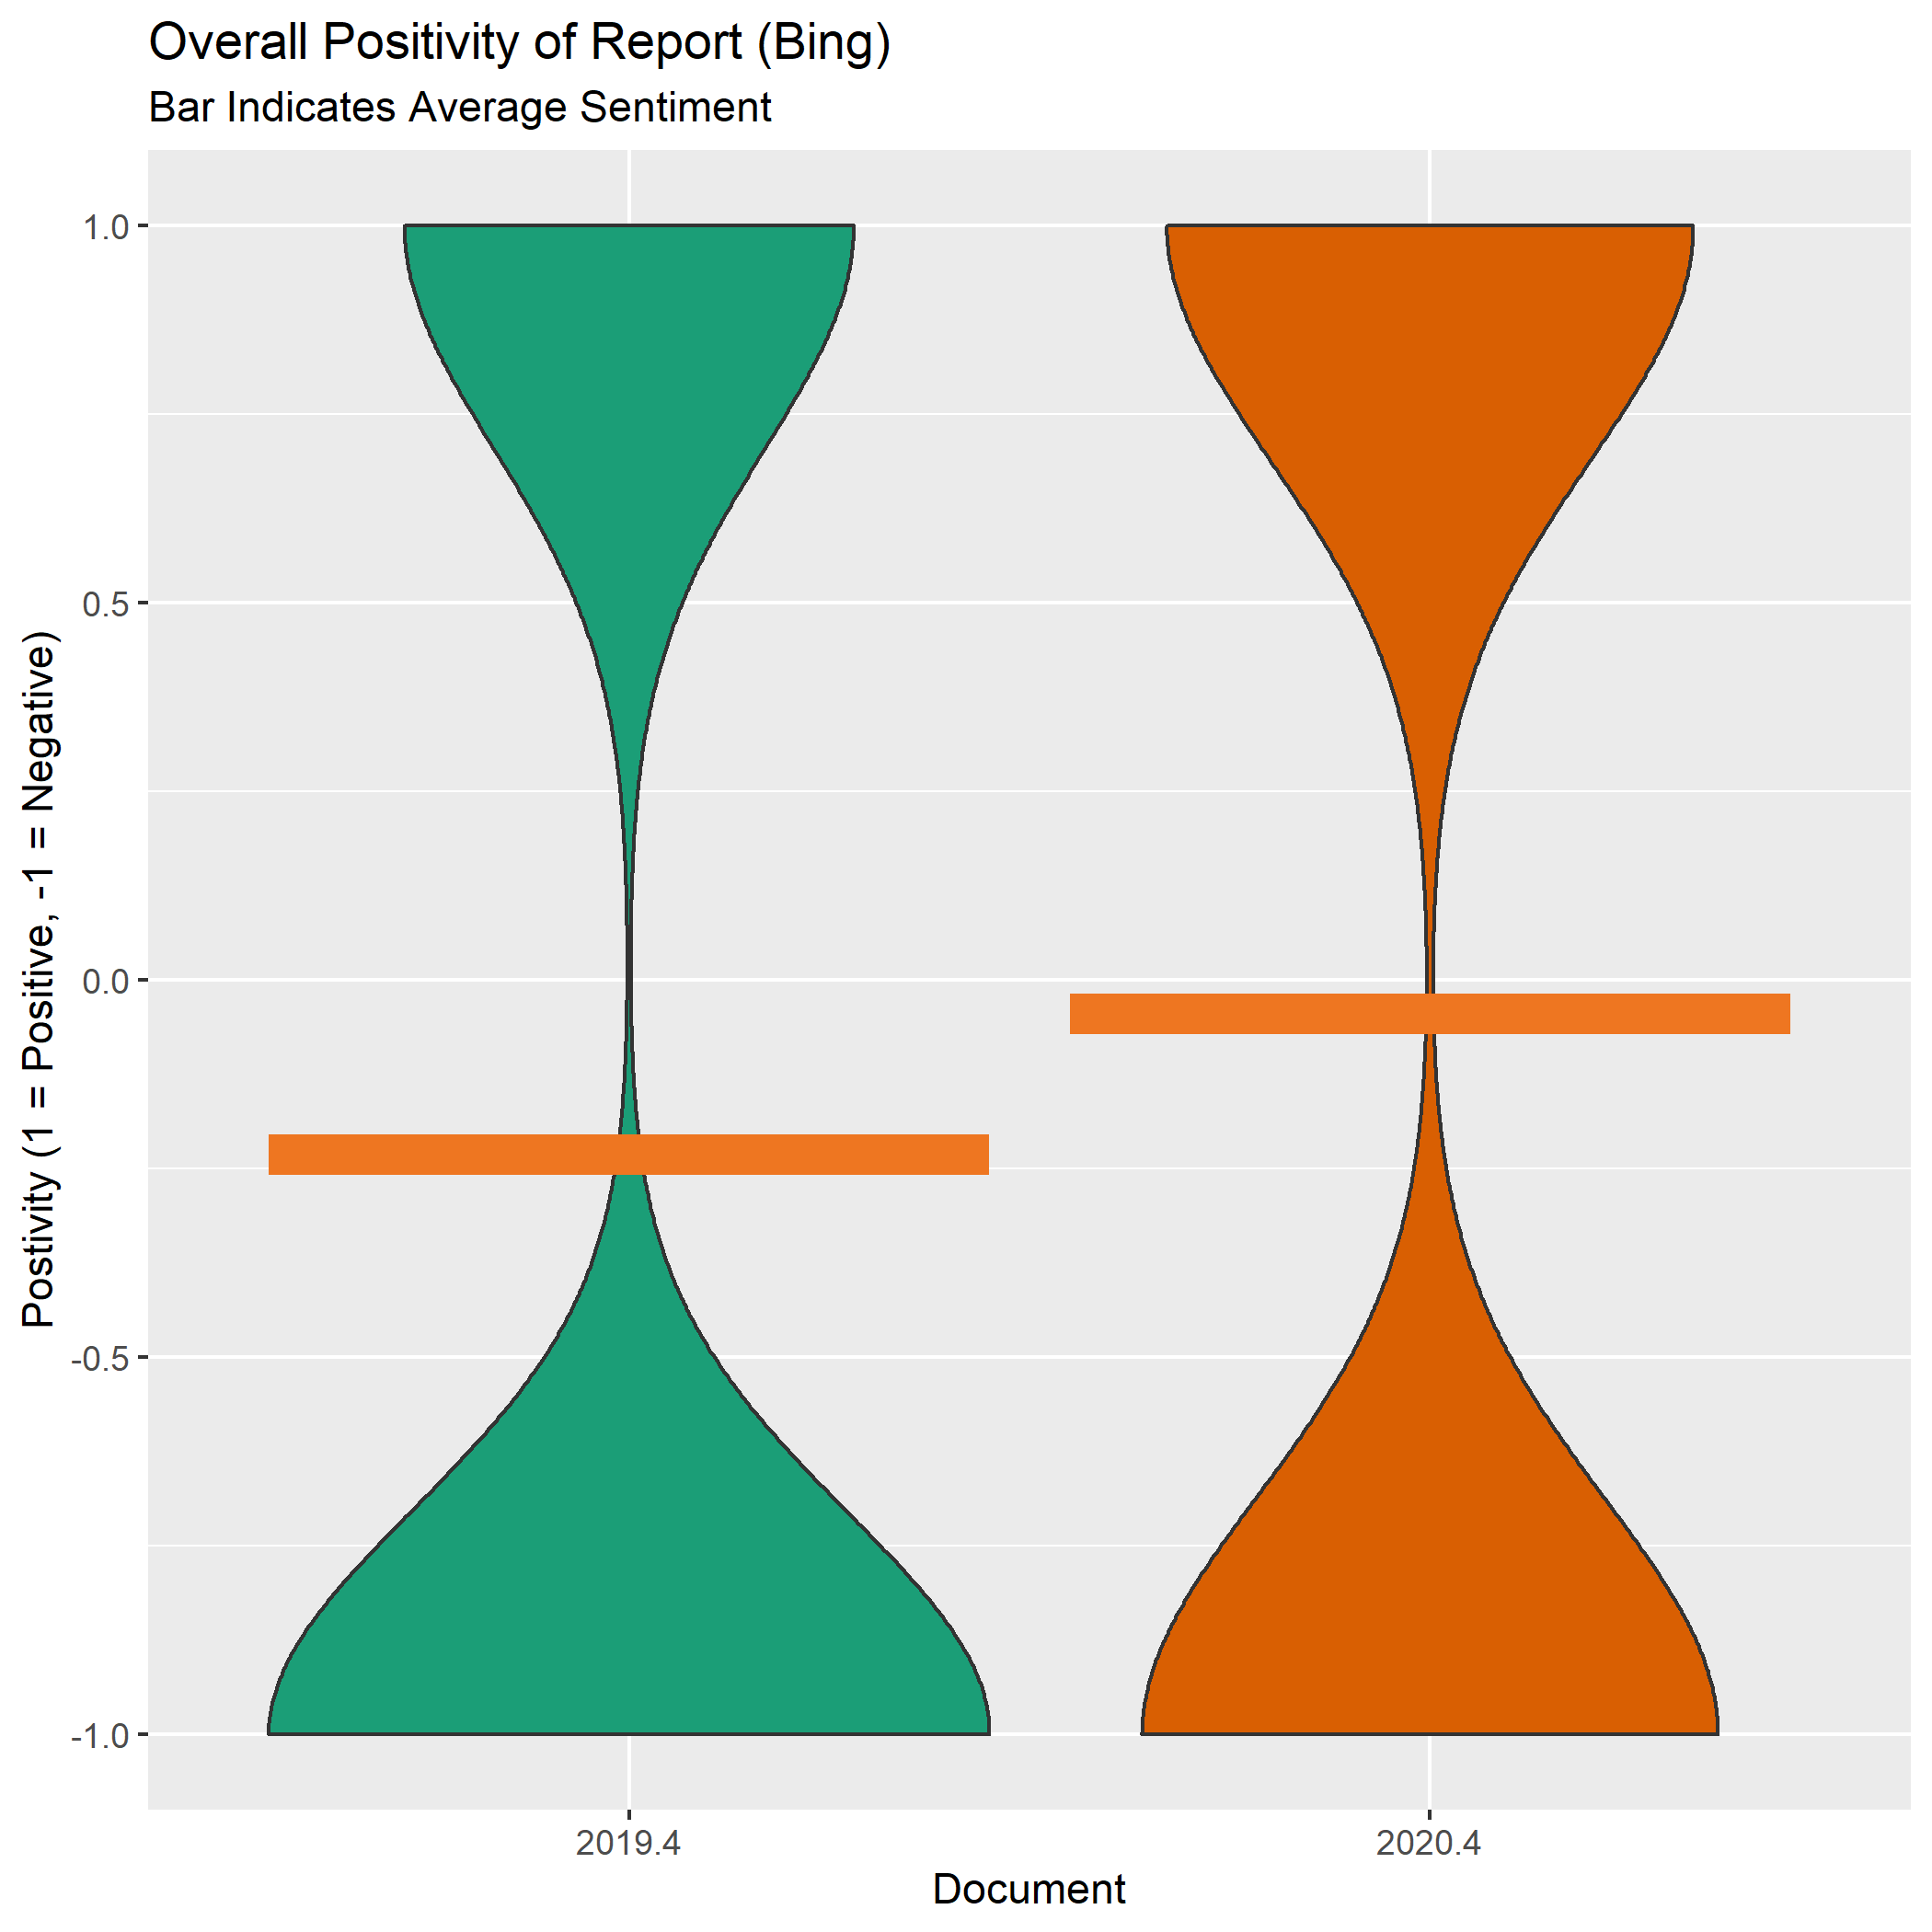 Overall Positivity of Report (Bing)
Bar Indicates Average Sentiment
Postivity (1 = Positive, -1 = Negative)
1.0
0.5
0.0
-0.5
-1.0
2019.4
2020.4
Document